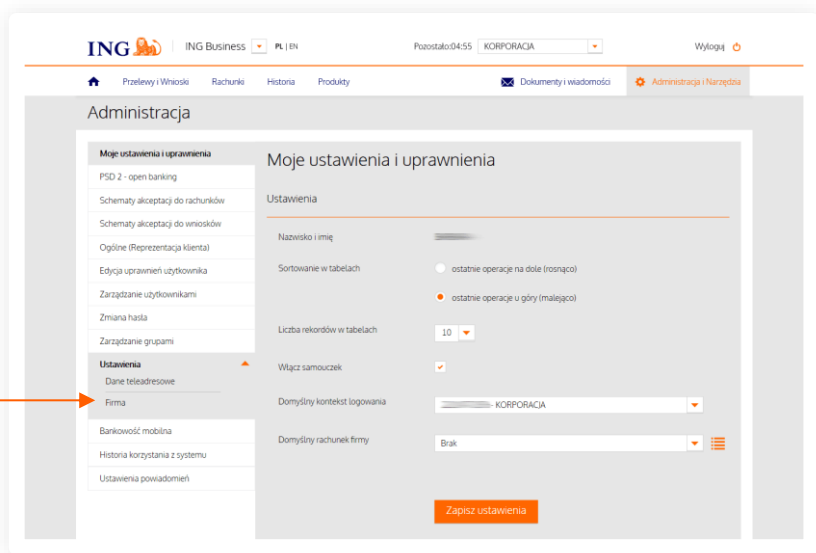 ING ING Business PL | EN Pozostało:04:55 KORPORACJA Wyloguj
Przelewy i Wnioski Rachunki Historia Produkty Dokumenty i wiadomości Administracja i Narzędzia
Administracja
Moje ustawienia i uprawnienia
PSD 2 - open banking
Schematy akceptacji do rachunków
Schematy akceptacji do wniosków
Ogólne (Reprezentacja klienta)
Edycja uprawnień użytkownika
Zarządzanie użytkownikami
Zmiana hasła
Zarządzanie grupami
Ustawienia
Dane teleadresowe
Firma
Bankowość mobilna
Historia korzystania z systemu
Ustawienia powiadomień
Moje ustawienia i uprawnienia
Ustawienia
Nazwisko i imię
Sortowanie w tabelach
ostatnie operacje na dole (rosnąco)
ostatnie operacje u góry (malejąco)
Liczba rekordów w tabelach
10
Włącz samouczek
Domyślny kontekst logowania
- KORPORACJA
Domyślny rachunek firmy
Brak
Zapisz ustawienia